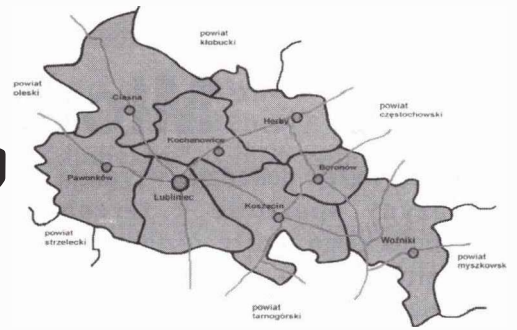 powiat
kłobucki
powiat
oleski
Ciasna
Herby
powiat
częstochowski
Kochanowice
Boronów
Pawonków
Lubliniec
Koszęcin
Woźniki
powiat
strzelecki
powiat
myszkowsk
powiat
tarnogórski